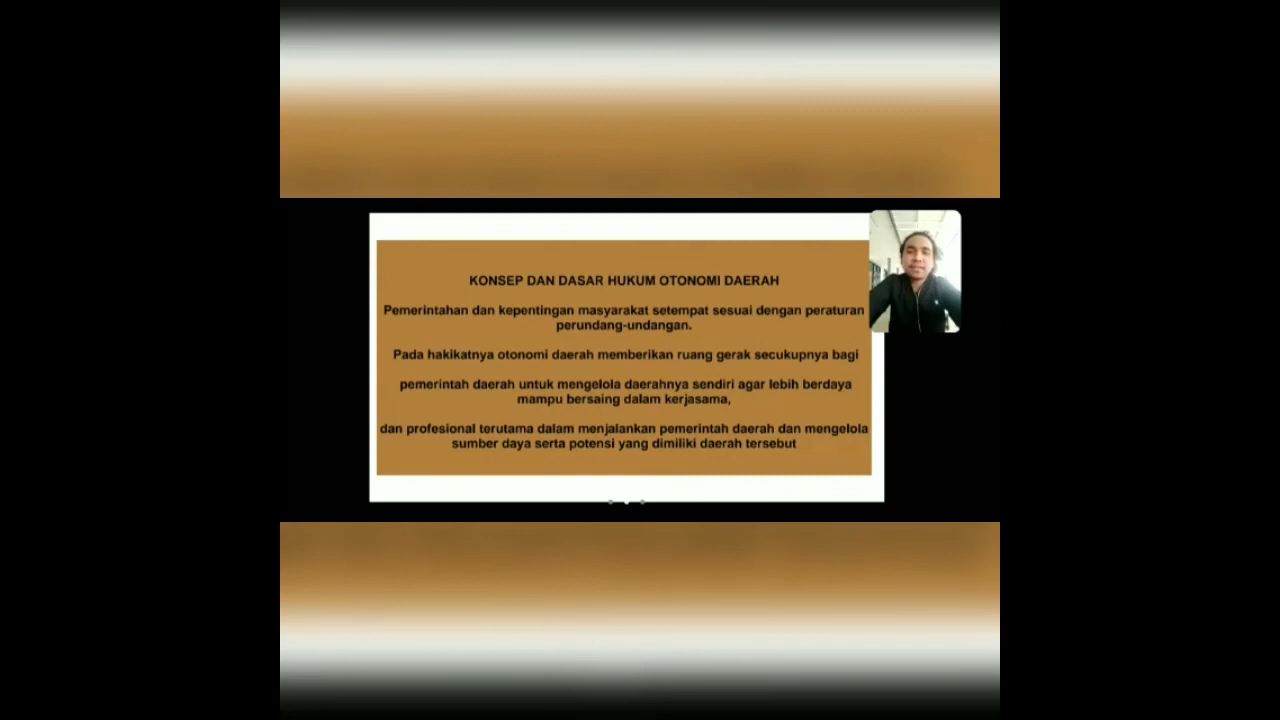 KONSEP DAN DASAR HUKUM OTONOMI DAERAH
Pemerintahan dan kepentingan masyarakat setempat sesuai dengan peraturan
perundang-undangan.
Pada hakikatnya otonomi daerah memberikan ruang gerak secukupnya bagi
pemerintah daerah untuk mengelola daerahnya sendiri agar lebih berdaya
mampu bersaing dalam kerjasama,
dan profesional terutama dalam menjalankan pemerintah daerah dan mengelola
sumber daya serta potensi yang dimiliki daerah tersebut